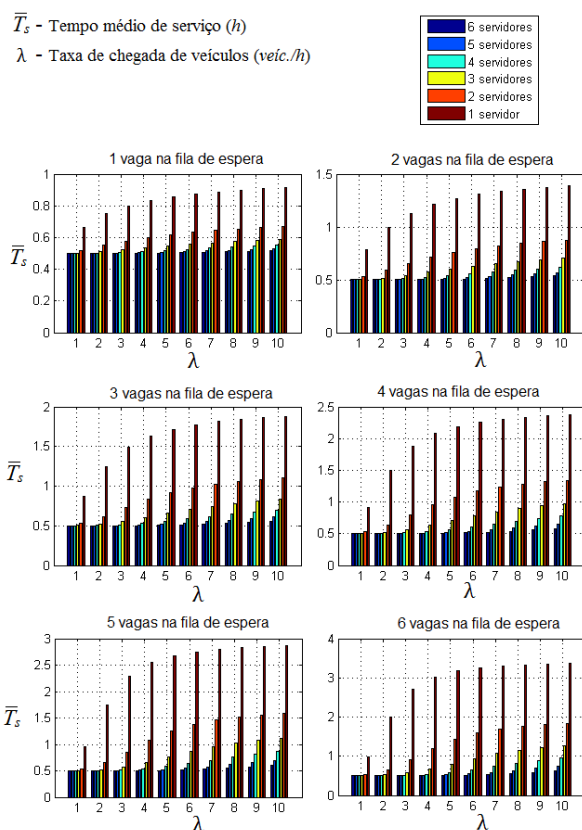 T̅s - Tempo médio de serviço (h)
λ - Taxa de chegada de veículos (veíc./h)
6 servidores
5 servidores
4 servidores
3 servidores
2 servidores
1 servidor
1 vaga na fila de espera
1
0.8
0.6
0.4
0.2
0
T̅s
1 2 3 4 5 6 7 8 9 10
λ
2 vagas na fila de espera
1.5
1
0.5
0
1 2 3 4 5 6 7 8 9 10
λ
3 vagas na fila de espera
2
1.5
1
0.5
0
T̅s
1 2 3 4 5 6 7 8 9 10
λ
4 vagas na fila de espera
2.5
2
1.5
1
0.5
0
1 2 3 4 5 6 7 8 9 10
λ
5 vagas na fila de espera
3
2.5
2
1.5
1
0.5
0
T̅s
1 2 3 4 5 6 7 8 9 10
λ
6 vagas na fila de espera
4
3
2
1
0
1 2 3 4 5 6 7 8 9 10
λ